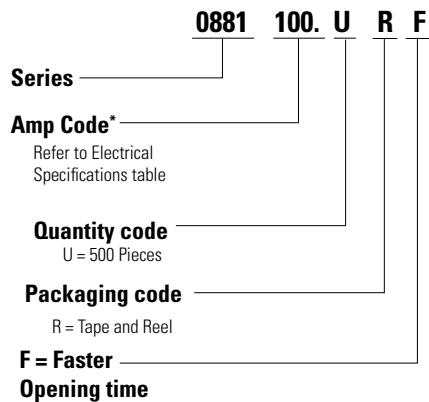 0881 100. U R F
Series
Amp Code*
Refer to Electrical
Specifications table
Quantity code
U = 500 Pieces
Packaging code
R = Tape and Reel
F = Faster
Opening time